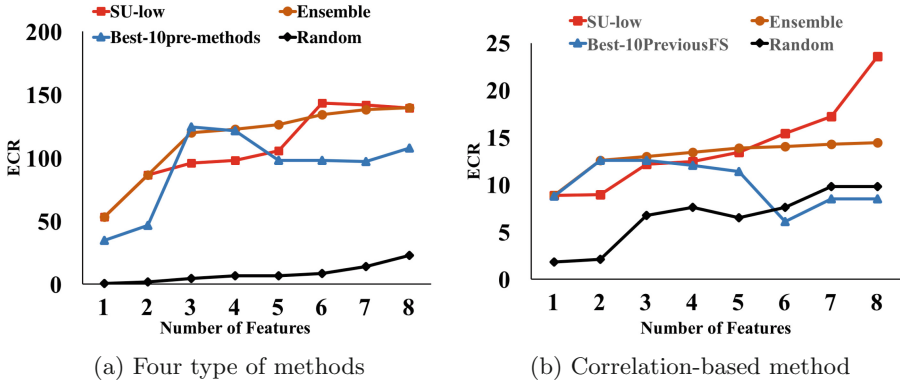 SU-low
Ensemble
Best-10pre-methods
Random
200
150
100
50
0
ECR
1 2 3 4 5 6 7 8
Number of Features
(a) Four type of methods
SU-low
Ensemble
Best-10PreviousFS
Random
25
20
15
10
5
0
ECR
1 2 3 4 5 6 7 8
Number of Features
(b) Correlation-based method